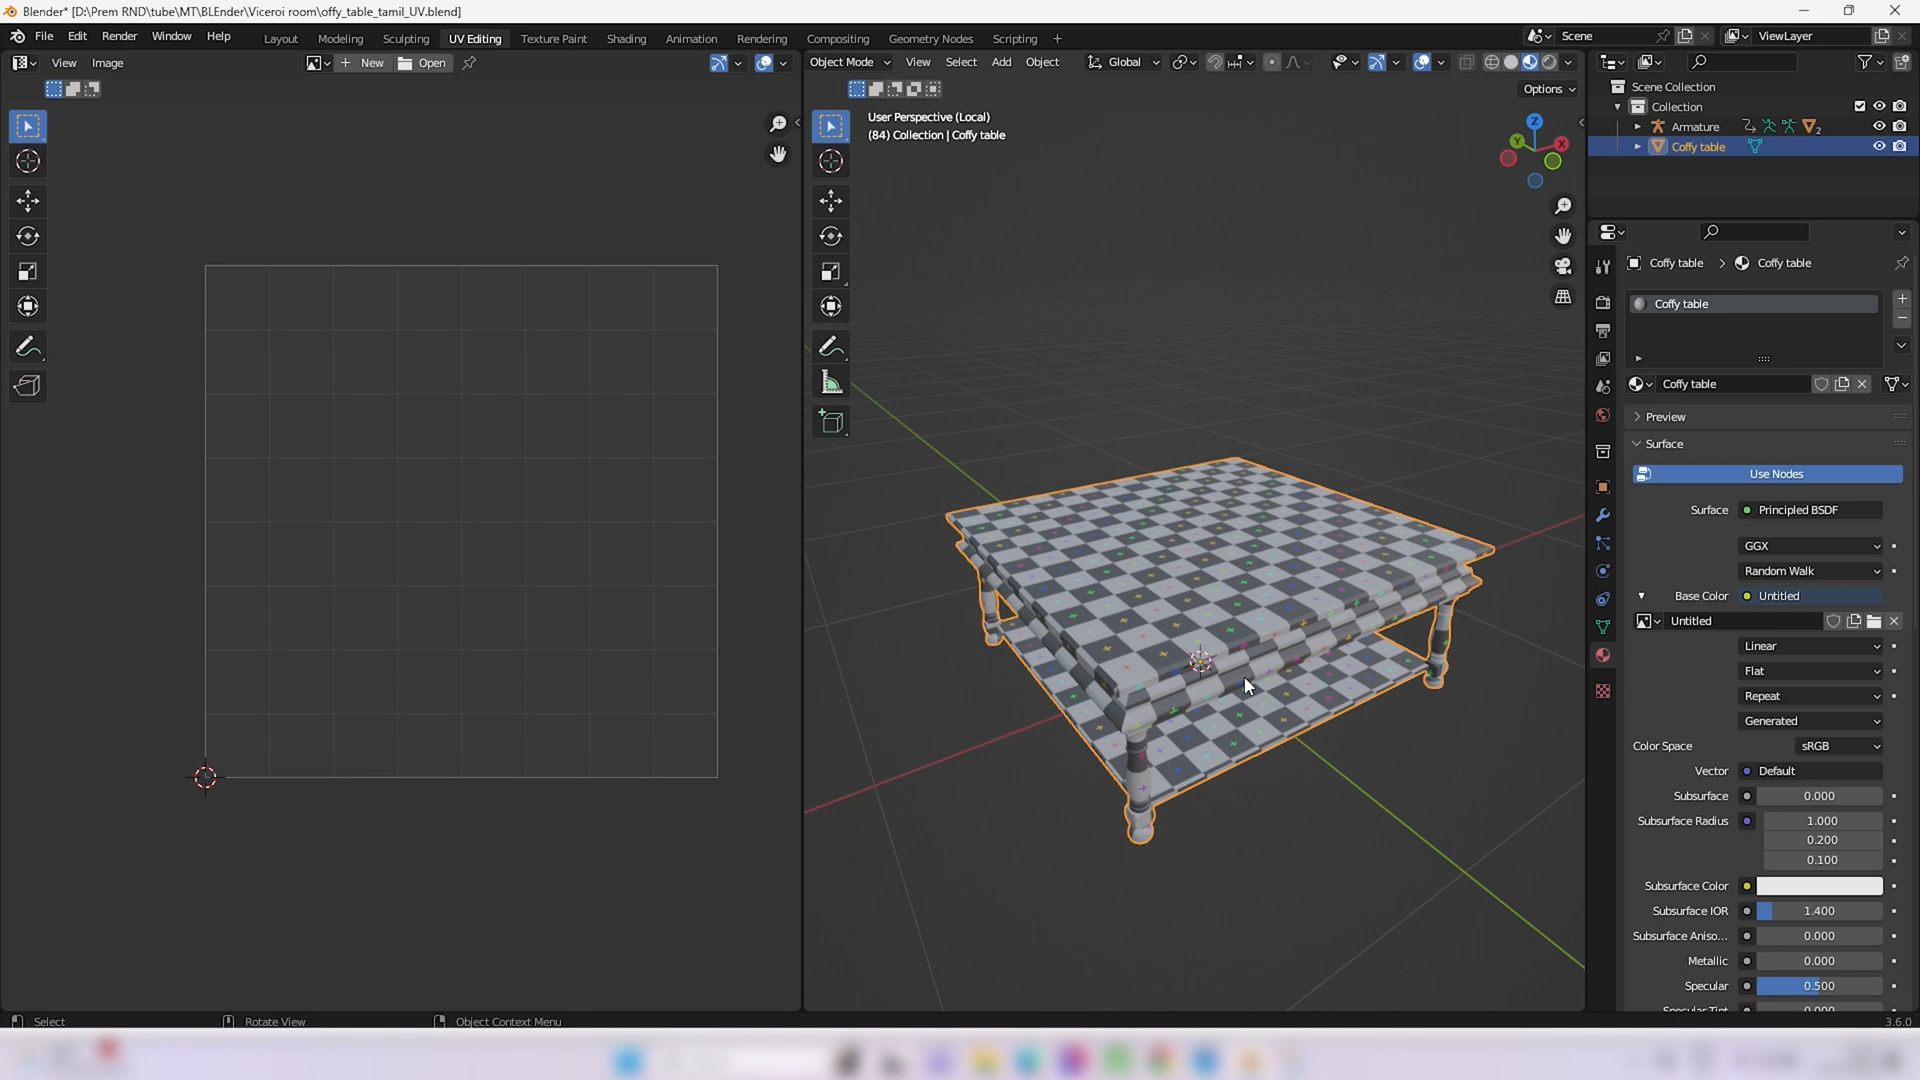 Blender* [D:\Prem RND\tube\MT\BLEnder\Viceroi room\offy_table_tamil_UV.blend]
File Edit Render Window Help Layout Modeling Sculpting UV Editing Texture Paint Shading Animation Rendering Compositing Geometry Nodes Scripting + Scene ViewLayer
View Image + New Open Object Mode View Select Add Object Global
Options
User Perspective (Local)
(84) Collection | Coffy table
Z
Y
X
Scene Collection
Collection
Armature 2
Coffy table
Coffy table > Coffy table
Coffy table
Coffy table
Preview
Surface
Use Nodes
Surface Principled BSDF
GGX
Random Walk
Base Color Untitled
Untitled
Linear
Flat
Repeat
Generated
Color Space sRGB
Vector Default
Subsurface 0.000
Subsurface Radius 1.000
0.200
0.100
Subsurface Color
Subsurface IOR 1.400
Subsurface Aniso... 0.000
Metallic 0.000
Specular 0.500
Specular Tint 0.000
Select Rotate View Object Context Menu 3.6.0